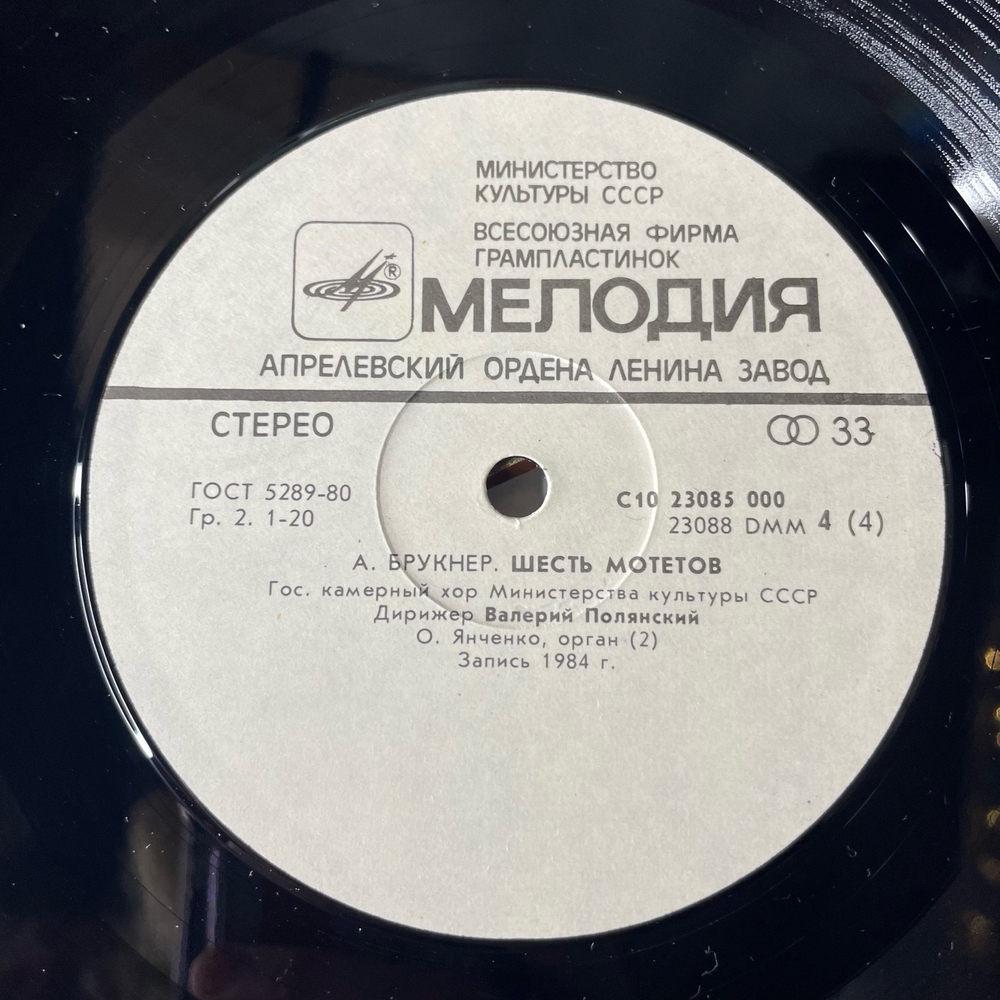 МИНИСТЕРСТВО
КУЛЬТУРЫ СССР
ВСЕСОЮЗНАЯ ФИРМА
ГРАМПЛАСТИНОК
®
МЕЛОДИЯ
АПРЕЛЕВСКИЙ ОРДЕНА ЛЕНИНА ЗАВОД
СТЕРЕО 33
ГОСТ 5289-80 С10 23085 000
Гр. 2. 1-20 23088 DMM 4 (4)
А. БРУКНЕР. ШЕСТЬ МОТЕТОВ
Гос. камерный хор Министерства культуры СССР
Дирижер Валерий Полянский
О. Янченко, орган (2)
Запись 1984 г.